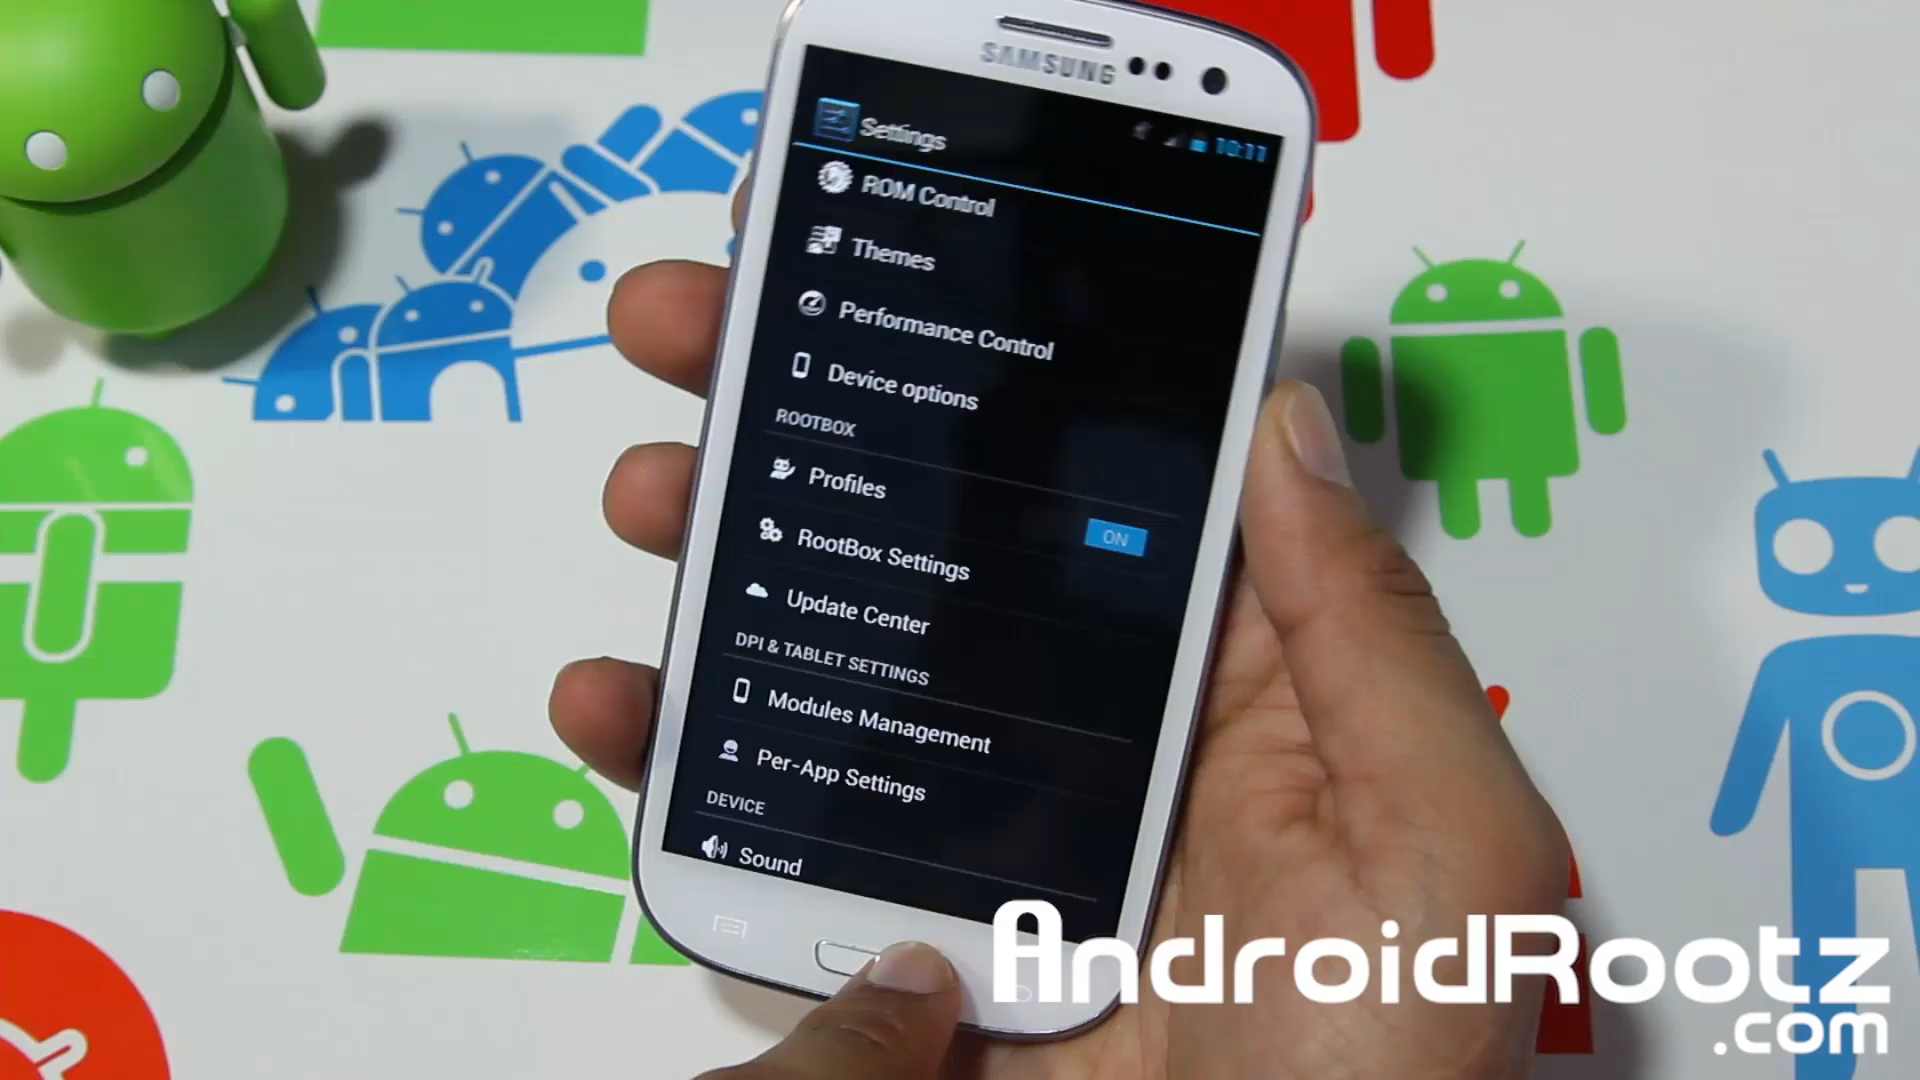 SAMSUNG
10:11
Settings
ROM Control
Themes
Performance Control
Device options
ROOTBOX
Profiles
ON
RootBox Settings
Update Center
DPI & TABLET SETTINGS
Modules Management
Per-App Settings
DEVICE
Sound
AndroidRootz
.com